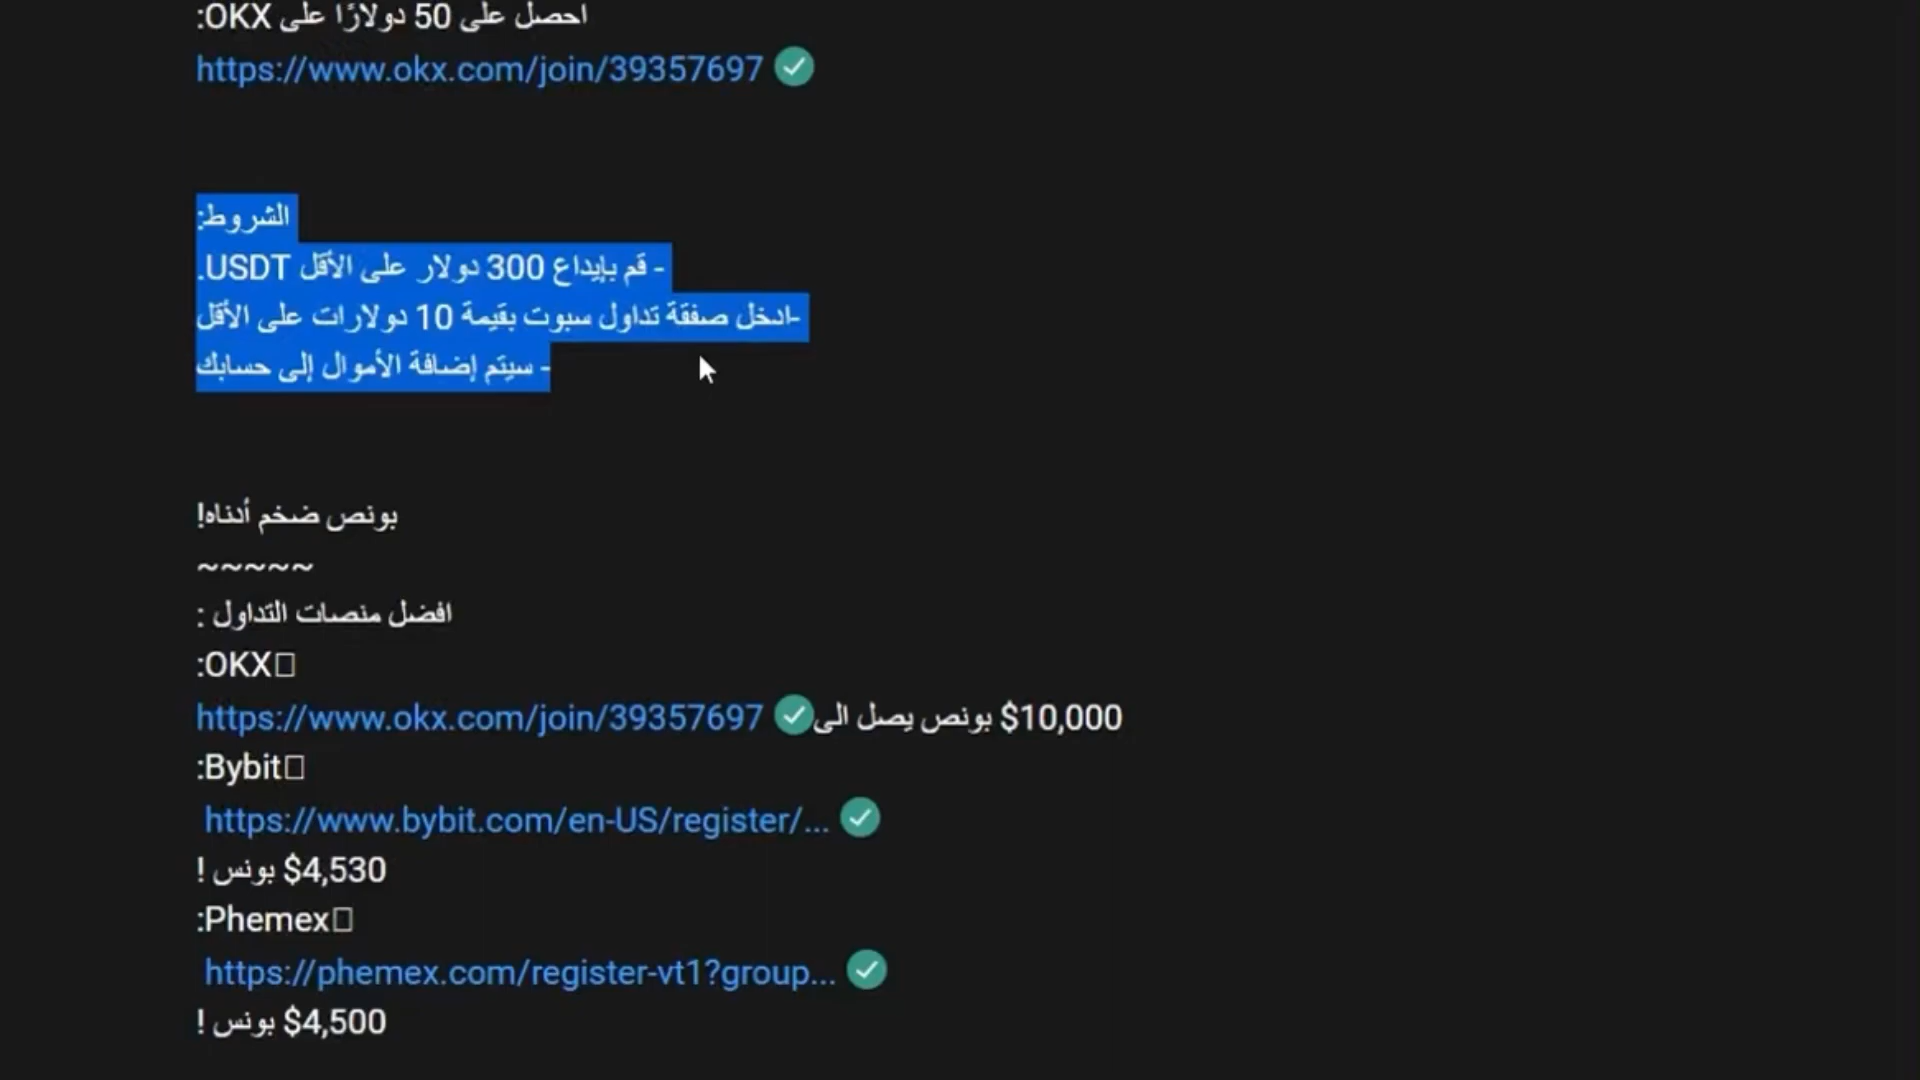 احصل على 50 دولارًا على OKX:
https://www.okx.com/join/39357697
الشروط:
- قم بإيداع 300 دولار على الأقل USDT.
-ادخل صفقة تداول سبوت بقيمة 10 دولارات على الأقل
- سيتم إضافة الأموال إلى حسابك
بونص ضخم أدناه!
~~~~~
افضل منصات التداول :
OKX:
https://www.okx.com/join/39357697 بونص يصل الى $10,000
Bybit:
https://www.bybit.com/en-US/register/...
$4,530 بونس !
Phemex:
https://phemex.com/register-vt1?group...
$4,500 بونس !